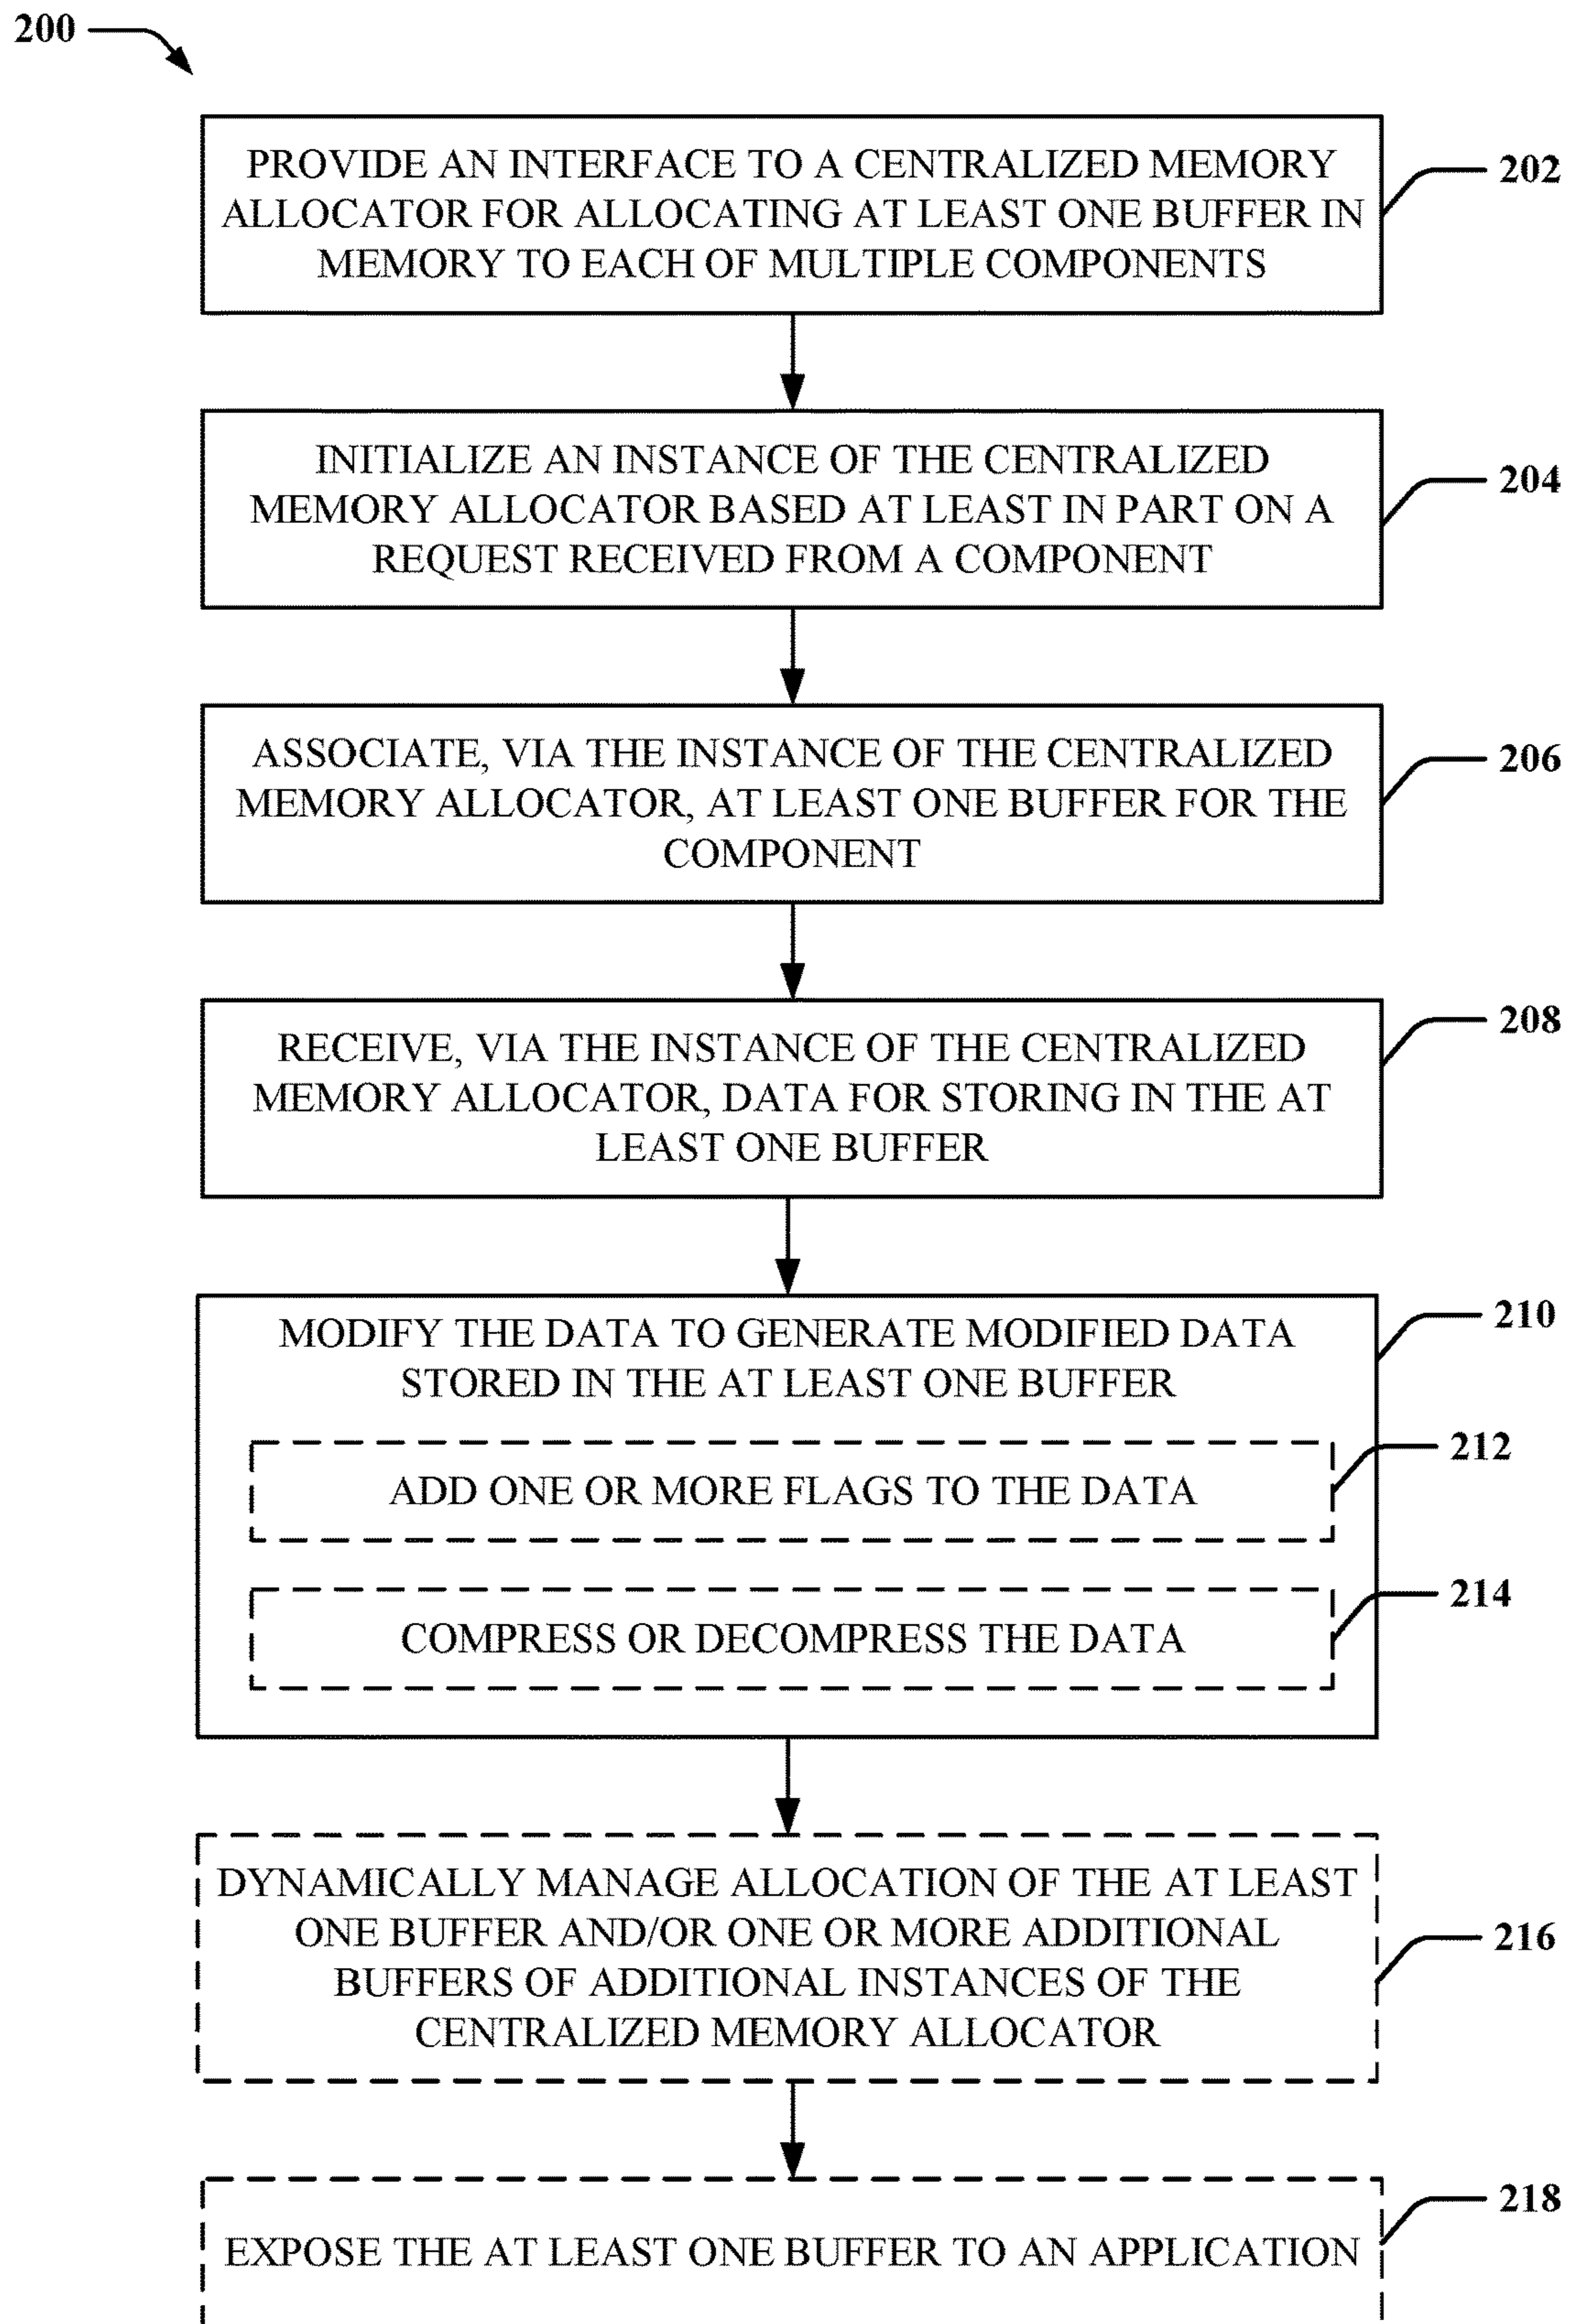 200
PROVIDE AN INTERFACE TO A CENTRALIZED MEMORY
ALLOCATOR FOR ALLOCATING AT LEAST ONE BUFFER IN
MEMORY TO EACH OF MULTIPLE COMPONENTS
202
INITIALIZE AN INSTANCE OF THE CENTRALIZED
MEMORY ALLOCATOR BASED AT LEAST IN PART ON A
REQUEST RECEIVED FROM A COMPONENT
204
ASSOCIATE, VIA THE INSTANCE OF THE CENTRALIZED
MEMORY ALLOCATOR, AT LEAST ONE BUFFER FOR THE
COMPONENT
206
RECEIVE, VIA THE INSTANCE OF THE CENTRALIZED
MEMORY ALLOCATOR, DATA FOR STORING IN THE AT
LEAST ONE BUFFER
208
MODIFY THE DATA TO GENERATE MODIFIED DATA
STORED IN THE AT LEAST ONE BUFFER
210
ADD ONE OR MORE FLAGS TO THE DATA
212
COMPRESS OR DECOMPRESS THE DATA
214
DYNAMICALLY MANAGE ALLOCATION OF THE AT LEAST
ONE BUFFER AND/OR ONE OR MORE ADDITIONAL
BUFFERS OF ADDITIONAL INSTANCES OF THE
CENTRALIZED MEMORY ALLOCATOR
216
EXPOSE THE AT LEAST ONE BUFFER TO AN APPLICATION
218